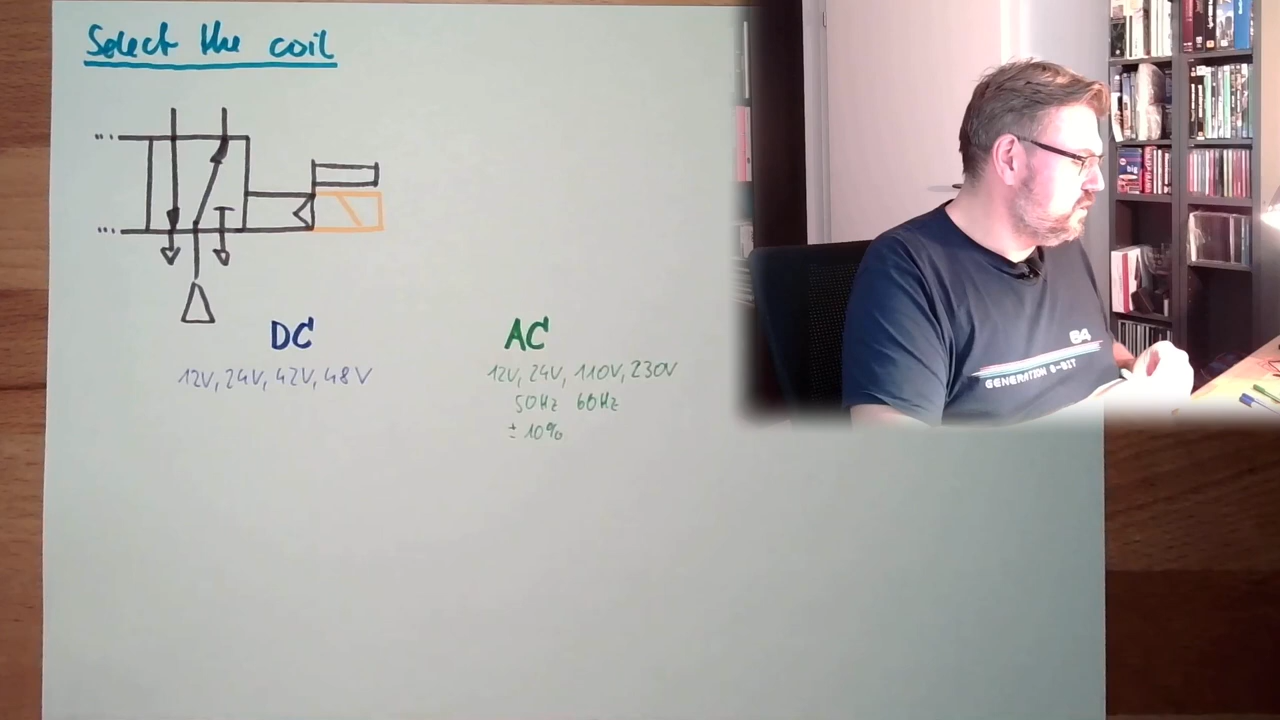 Select the coil
DC
12V, 24V, 42V, 48V
AC
12V, 24V, 110V, 230V
50Hz 60Hz
± 10%
64
GENERATION 8-BIT
big